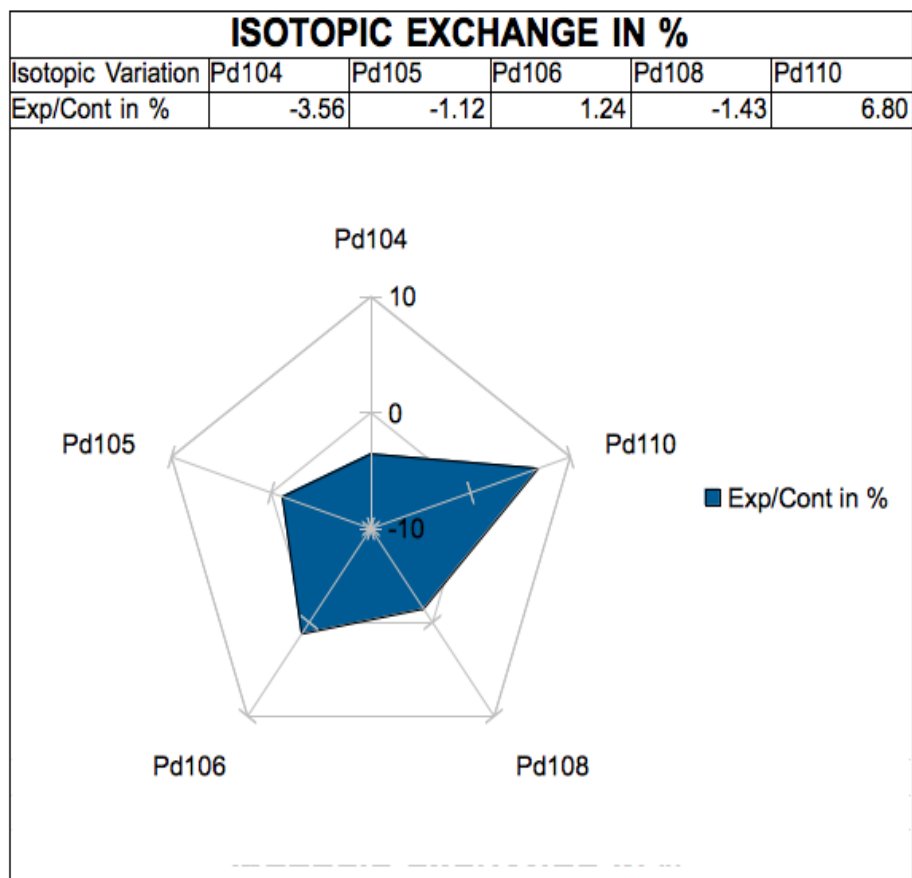 ISOTOPIC EXCHANGE IN %
Isotopic Variation Pd104 Pd105 Pd106 Pd108 Pd110
Exp/Cont in % -3.56 -1.12 1.24 -1.43 6.80
Pd104
10
0
Pd105
Pd110
Exp/Cont in %
-10
Pd106
Pd108